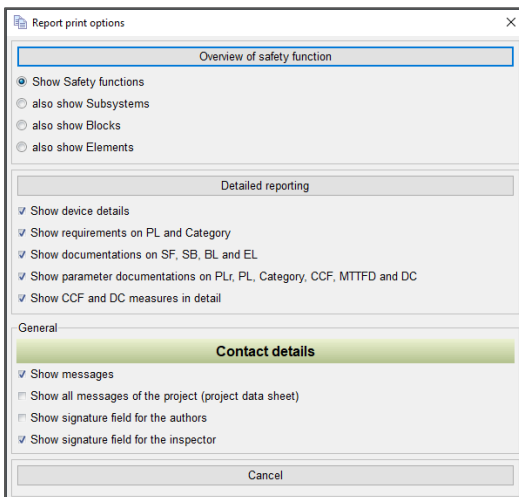 Report print options
Overview of safety function
Show Safety functions
also show Subsystems
also show Blocks
also show Elements
Detailed reporting
Show device details
Show requirements on PL and Category
Show documentations on SF, SB, BL and EL
Show parameter documentations on PLr, PL, Category, CCF, MTTFD and DC
Show CCF and DC measures in detail
General
Contact details
Show messages
Show all messages of the project (project data sheet)
Show signature field for the authors
Show signature field for the inspector
Cancel